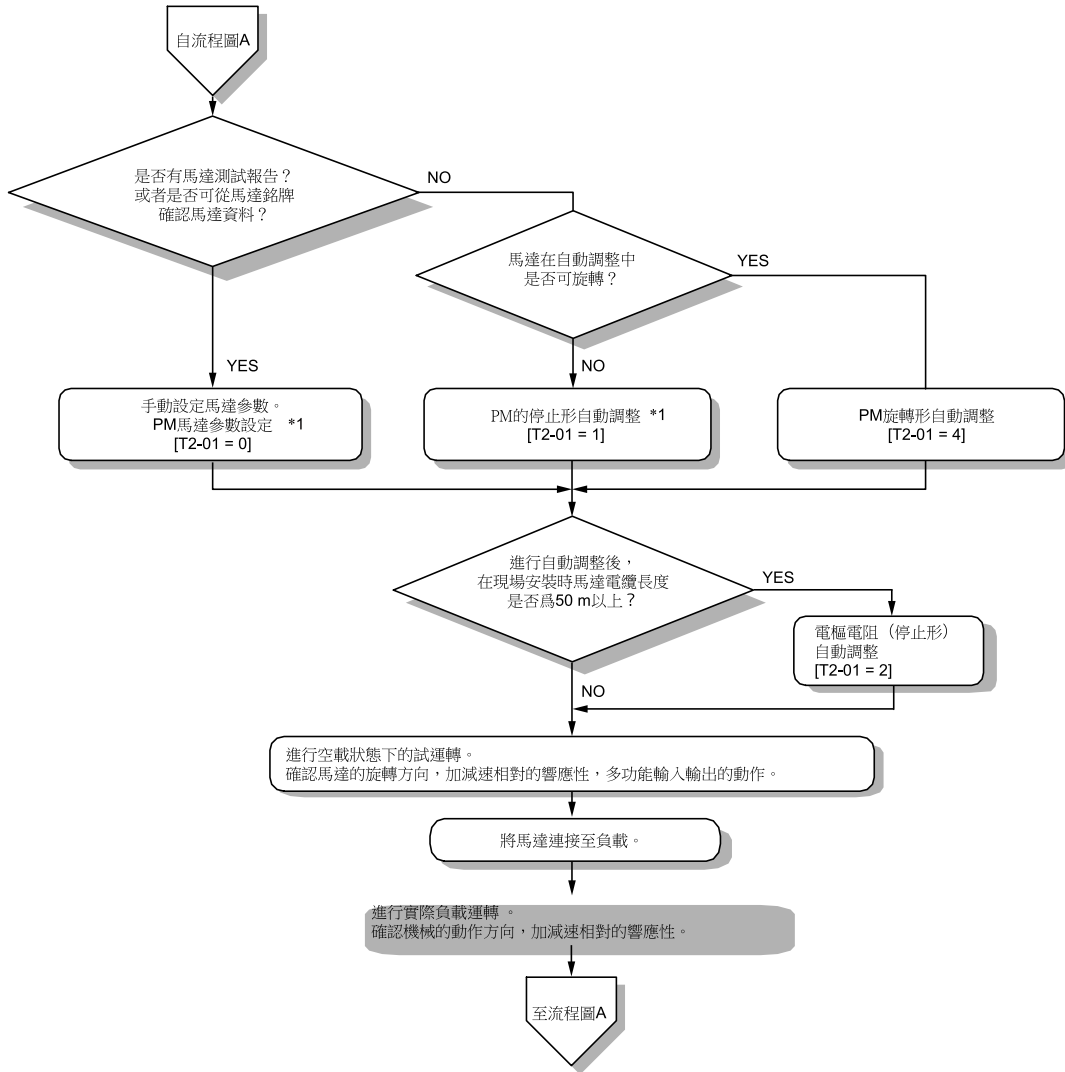 自流程圖A
是否有馬達測試報告？
或者是否可從馬達銘牌
確認馬達資料？
NO
馬達在自動調整中
是否可旋轉？
YES
YES
NO
手動設定馬達參數。
PM馬達參數設定 *1
[T2-01 = 0]
PM的停止形自動調整 *1
[T2-01 = 1]
PM旋轉形自動調整
[T2-01 = 4]
進行自動調整後，
在現場安裝時馬達電纜長度
是否爲50 m以上？
YES
電樞電阻（停止形）
自動調整
[T2-01 = 2]
NO
進行空載狀態下的試運轉。
確認馬達的旋轉方向，加減速相對的響應性，多功能輸入輸出的動作。
將馬達連接至負載。
進行實際負載運轉 。
確認機械的動作方向，加減速相對的響應性。
至流程圖A